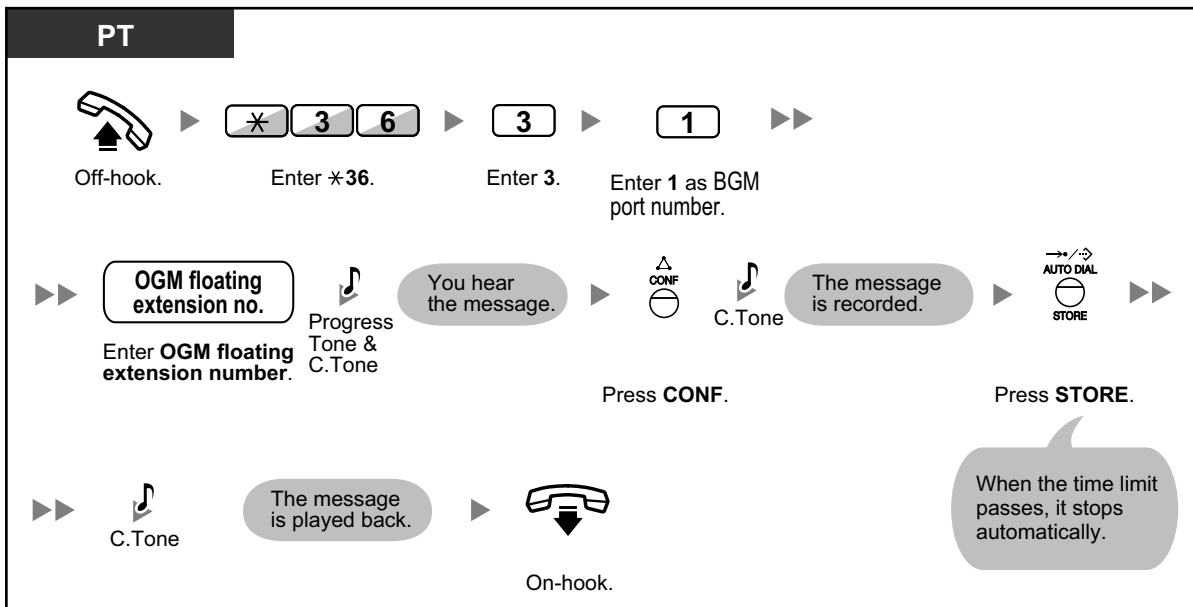 PT
✳ 3 6
3
1
Off-hook.
Enter ✳36.
Enter 3.
Enter 1 as BGM
port number.
OGM floating
extension no.
Enter OGM floating
extension number.
Progress
Tone &
C.Tone
You hear
the message.
CONF
Press CONF.
C.Tone
The message
is recorded.
AUTO DIAL
STORE
Press STORE.
When the time limit
passes, it stops
automatically.
C.Tone
The message
is played back.
On-hook.